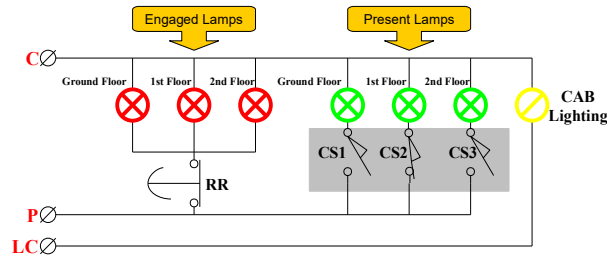 Engaged Lamps Present Lamps
C
Ground Floor 1st Floor 2nd Floor Ground Floor 1st Floor 2nd Floor
CAB
Lighting
CS1 CS2 CS3
RR
P
LC